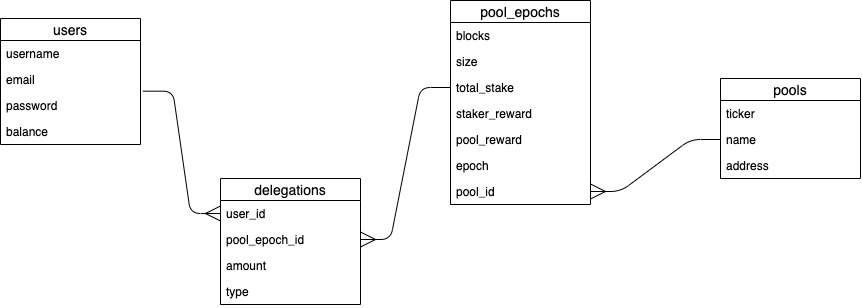 users
username
email
password
balance
delegations
user_id
pool_epoch_id
amount
type
pool_epochs
blocks
size
total_stake
staker_reward
pool_reward
epoch
pool_id
pools
ticker
name
address